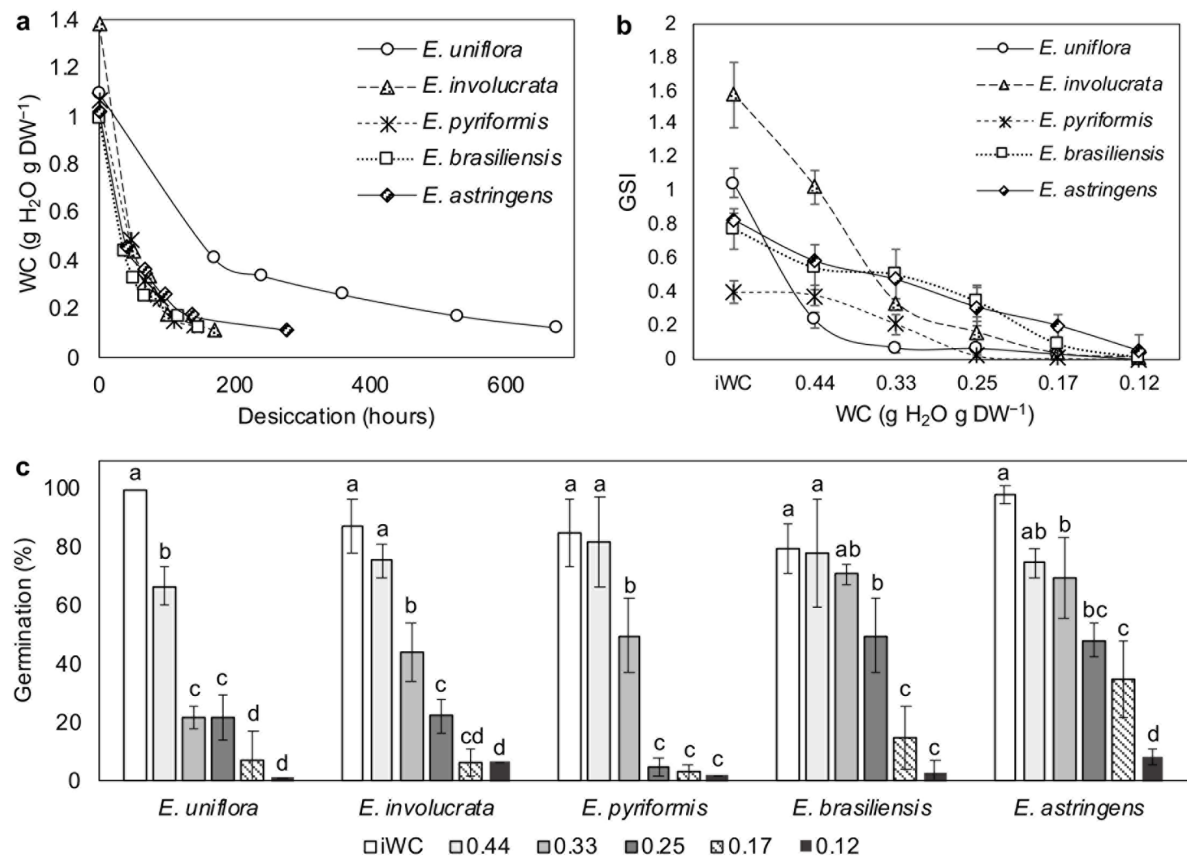 a
1.4
1.2
1
0.8
0.6
0.4
0.2
0
WC (g H₂O g DW⁻¹)
E. uniflora
E. involucrata
E. pyriformis
E. brasiliensis
E. astringens
0 200 400 600
Desiccation (hours)
b
2
1.8
1.6
1.4
1.2
1
0.8
0.6
0.4
0.2
0
GSI
E. uniflora
E. involucrata
E. pyriformis
E. brasiliensis
E. astringens
iWC 0.44 0.33 0.25 0.17 0.12
WC (g H₂O g DW⁻¹)
c
100
80
60
40
20
0
Germination (%)
a b c c d d
a a b c cd d
a a b c c c
a a ab b c c
a ab b bc c d
E. uniflora E. involucrata E. pyriformis E. brasiliensis E. astringens
iWC 0.44 0.33 0.25 0.17 0.12